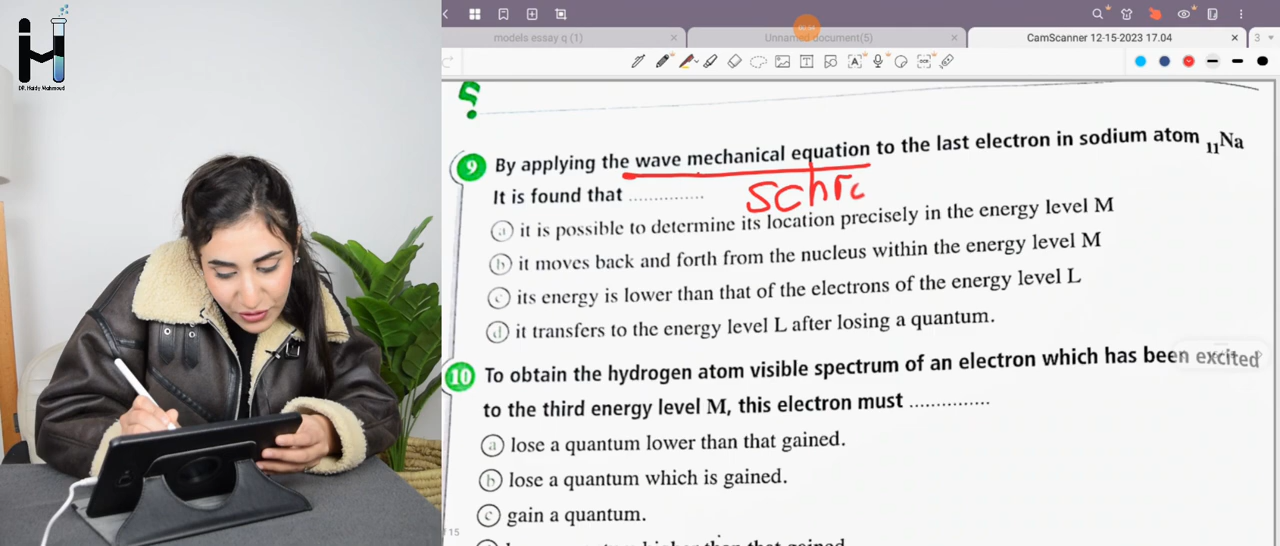 H
DR. Haidy Mahmoud
models essay q (1)
Unnamed document(5)
CamScanner 12-15-2023 17.04
3
9 By applying the wave mechanical equation to the last electron in sodium atom 11Na
It is found that ...............
schr
a it is possible to determine its location precisely in the energy level M
b it moves back and forth from the nucleus within the energy level M
c its energy is lower than that of the electrons of the energy level L
d it transfers to the energy level L after losing a quantum.
10 To obtain the hydrogen atom visible spectrum of an electron which has been excited
to the third energy level M, this electron must ...............
a lose a quantum lower than that gained.
b lose a quantum which is gained.
c gain a quantum.
than that gained.
/15